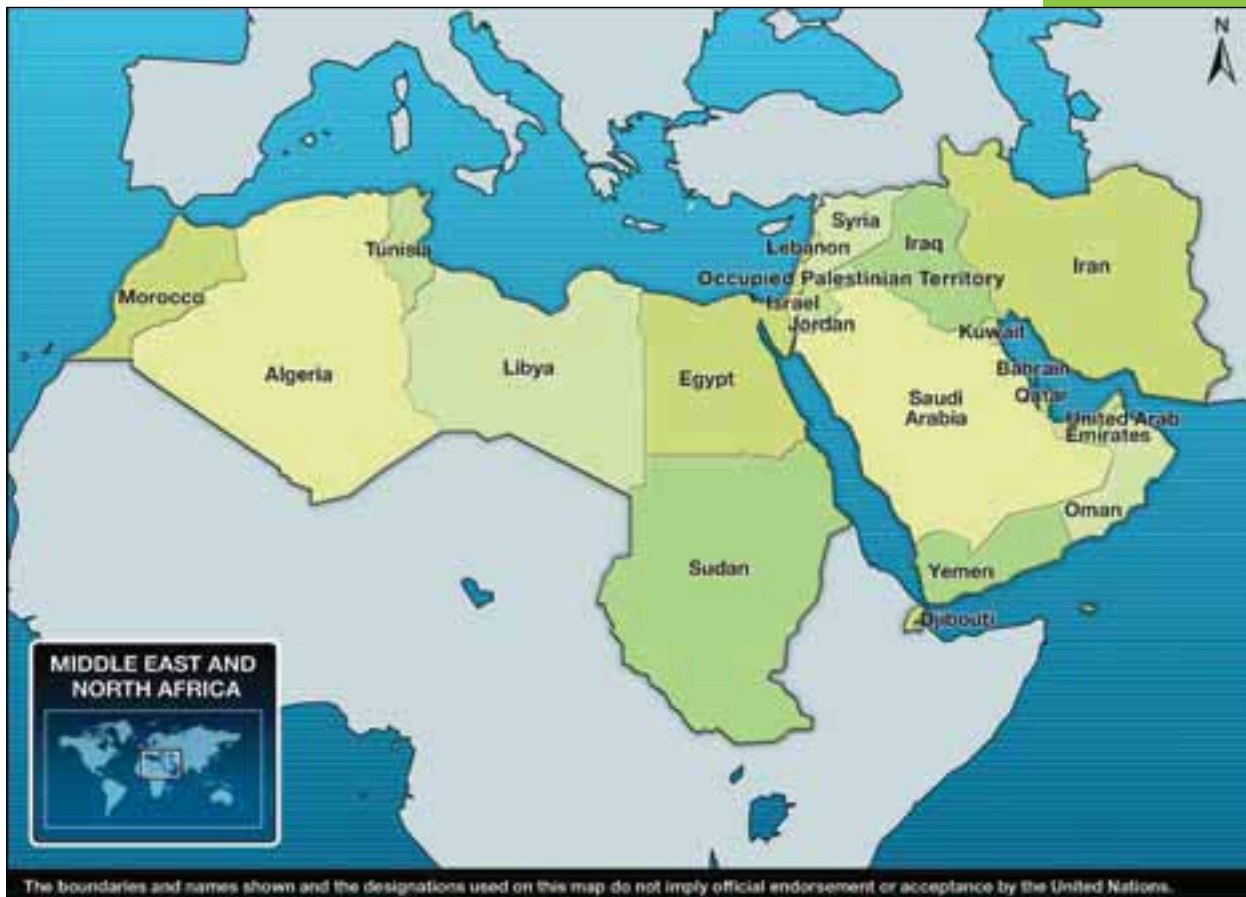 N
Syria
Lebanon
Iraq
Tunisia
Iran
Occupied Palestinian Territory
Morocco
Israel
Jordan
Kuwait
Algeria
Libya
Egypt
Bahrain
Qatar
Saudi
Arabia
United Arab
Emirates
Oman
Sudan
Yemen
Djibouti
MIDDLE EAST AND
NORTH AFRICA
The boundaries and names shown and the designations used on this map do not imply official endorsement or acceptance by the United Nations.